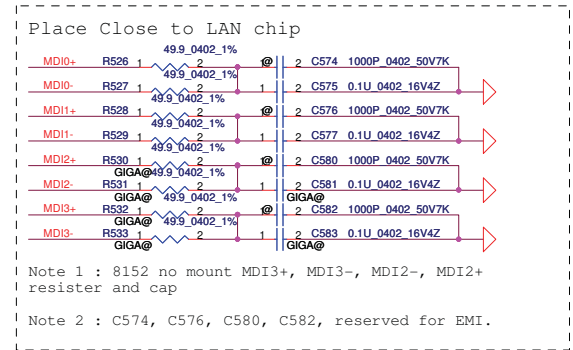 Place Close to LAN chip
49.9_0402_1%
MDI0+ R526 1 2 1 @ 2 C574 1000P_0402_50V7K
49.9_0402_1%
MDI0- R527 1 2 1 2 C575 0.1U_0402_16V4Z
49.9_0402_1%
MDI1+ R528 1 2 1 @ 2 C576 1000P_0402_50V7K
49.9_0402_1%
MDI1- R529 1 2 1 2 C577 0.1U_0402_16V4Z
49.9_0402_1%
MDI2+ R530 1 2 1 @ 2 C580 1000P_0402_50V7K
GIGA@ 49.9_0402_1%
MDI2- R531 1 2 1 2 C581 0.1U_0402_16V4Z
GIGA@ 49.9_0402_1% GIGA@
MDI3+ R532 1 2 1 @ 2 C582 1000P_0402_50V7K
GIGA@ 49.9_0402_1%
MDI3- R533 1 2 1 2 C583 0.1U_0402_16V4Z
GIGA@ GIGA@
Note 1 : 8152 no mount MDI3+, MDI3-, MDI2-, MDI2+
resister and cap
Note 2 : C574, C576, C580, C582, reserved for EMI.